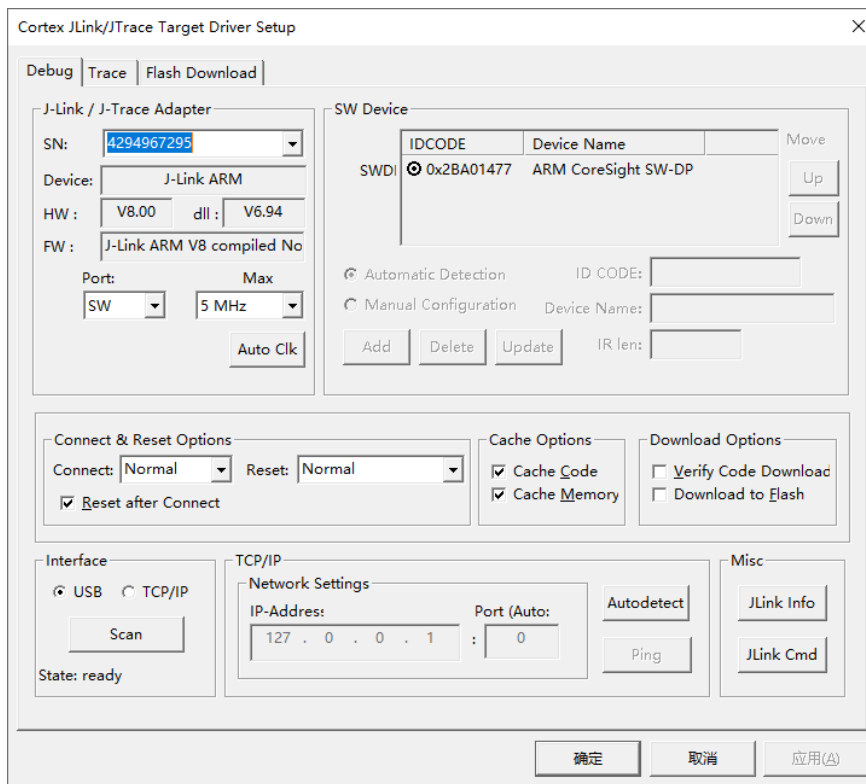 Cortex JLink/JTrace Target Driver Setup
Debug Trace Flash Download
J-Link / J-Trace Adapter
SN: 4294967295
Device: J-Link ARM
HW : V8.00 dll : V6.94
FW : J-Link ARM V8 compiled No
Port: Max
SW 5 MHz
Auto Clk
SW Device
IDCODE Device Name Move
SWDI 0x2BA01477 ARM CoreSight SW-DP
Up
Down
Automatic Detection ID CODE:
Manual Configuration Device Name:
Add Delete Update IR len:
Connect & Reset Options
Connect: Normal Reset: Normal
Reset after Connect
Cache Options
Cache Code
Cache Memory
Download Options
Verify Code Download
Download to Flash
Interface
USB TCP/IP
Scan
State: ready
TCP/IP
Network Settings
IP-Address Port (Auto:
127 . 0 . 0 . 1 : 0
Autodetect
Ping
Misc
JLink Info
JLink Cmd
确定 取消 应用(A)